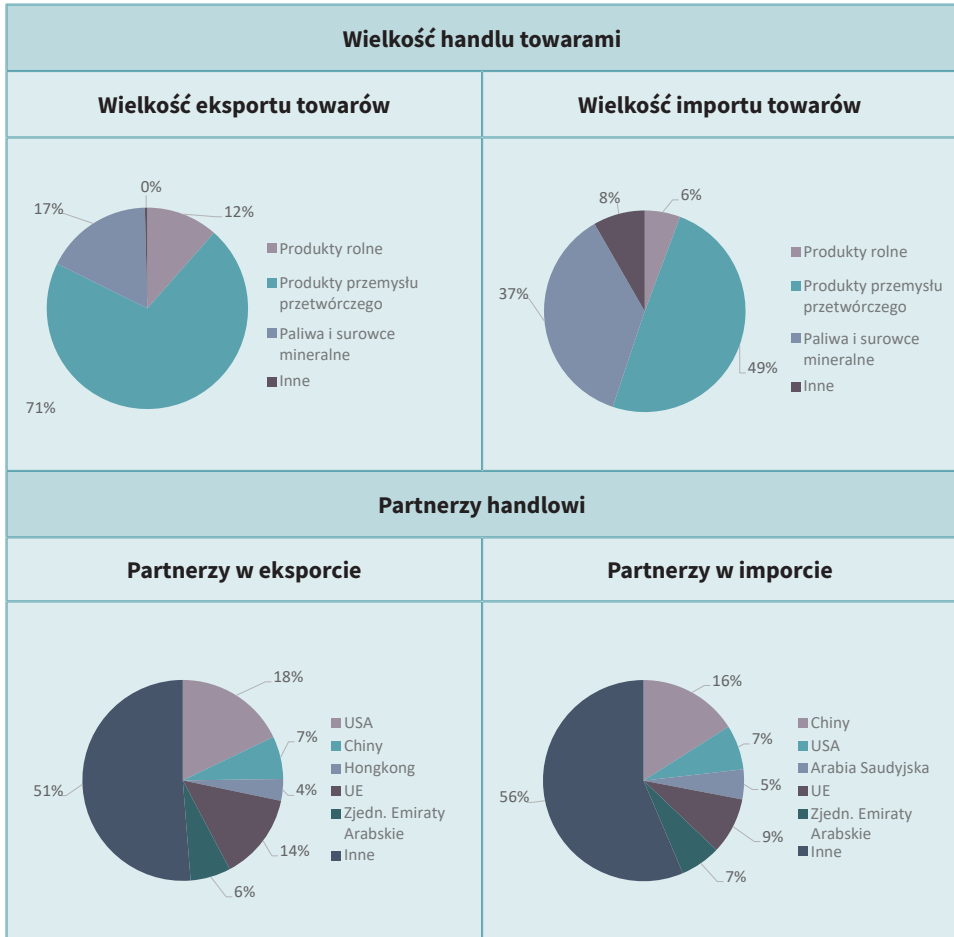 Wielkość handlu towarami
Wielkość eksportu towarów
Wielkość importu towarów
0%
17%
12%
Produkty rolne
Produkty przemysłu
przetwórczego
Paliwa i surowce
mineralne
Inne
71%
8%
6%
37%
Produkty rolne
Produkty przemysłu
przetwórczego
Paliwa i surowce
mineralne
49%
Inne
Partnerzy handlowi
Partnerzy w eksporcie
Partnerzy w imporcie
18%
7%
4%
51%
14%
6%
USA
Chiny
Hongkong
UE
Zjedn. Emiraty
Arabskie
Inne
16%
7%
5%
56%
9%
7%
Chiny
USA
Arabia Saudyjska
UE
Zjedn. Emiraty
Arabskie
Inne